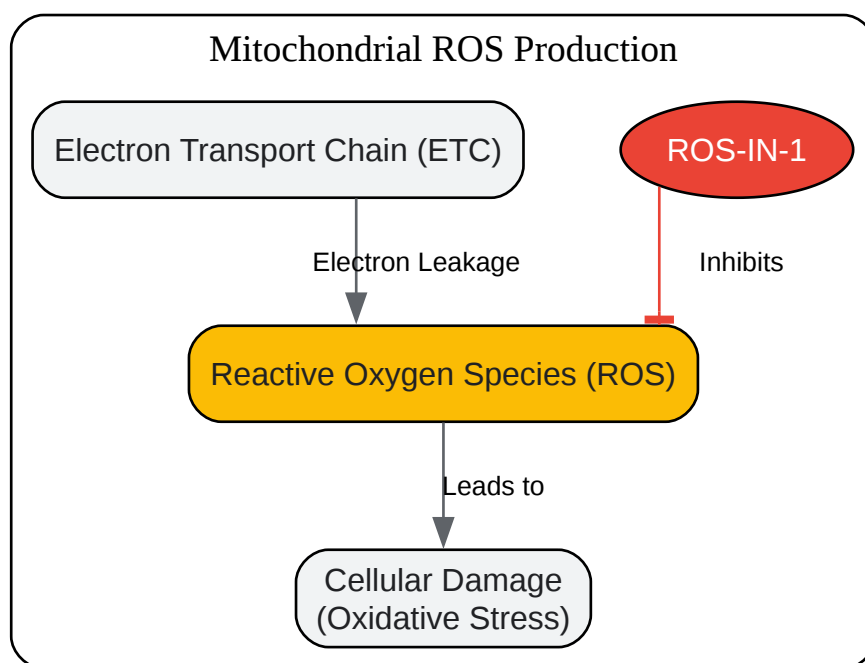 Mitochondrial ROS Production
Electron Transport Chain (ETC)
ROS-IN-1
Electron Leakage
Inhibits
Reactive Oxygen Species (ROS)
Leads to
Cellular Damage
(Oxidative Stress)